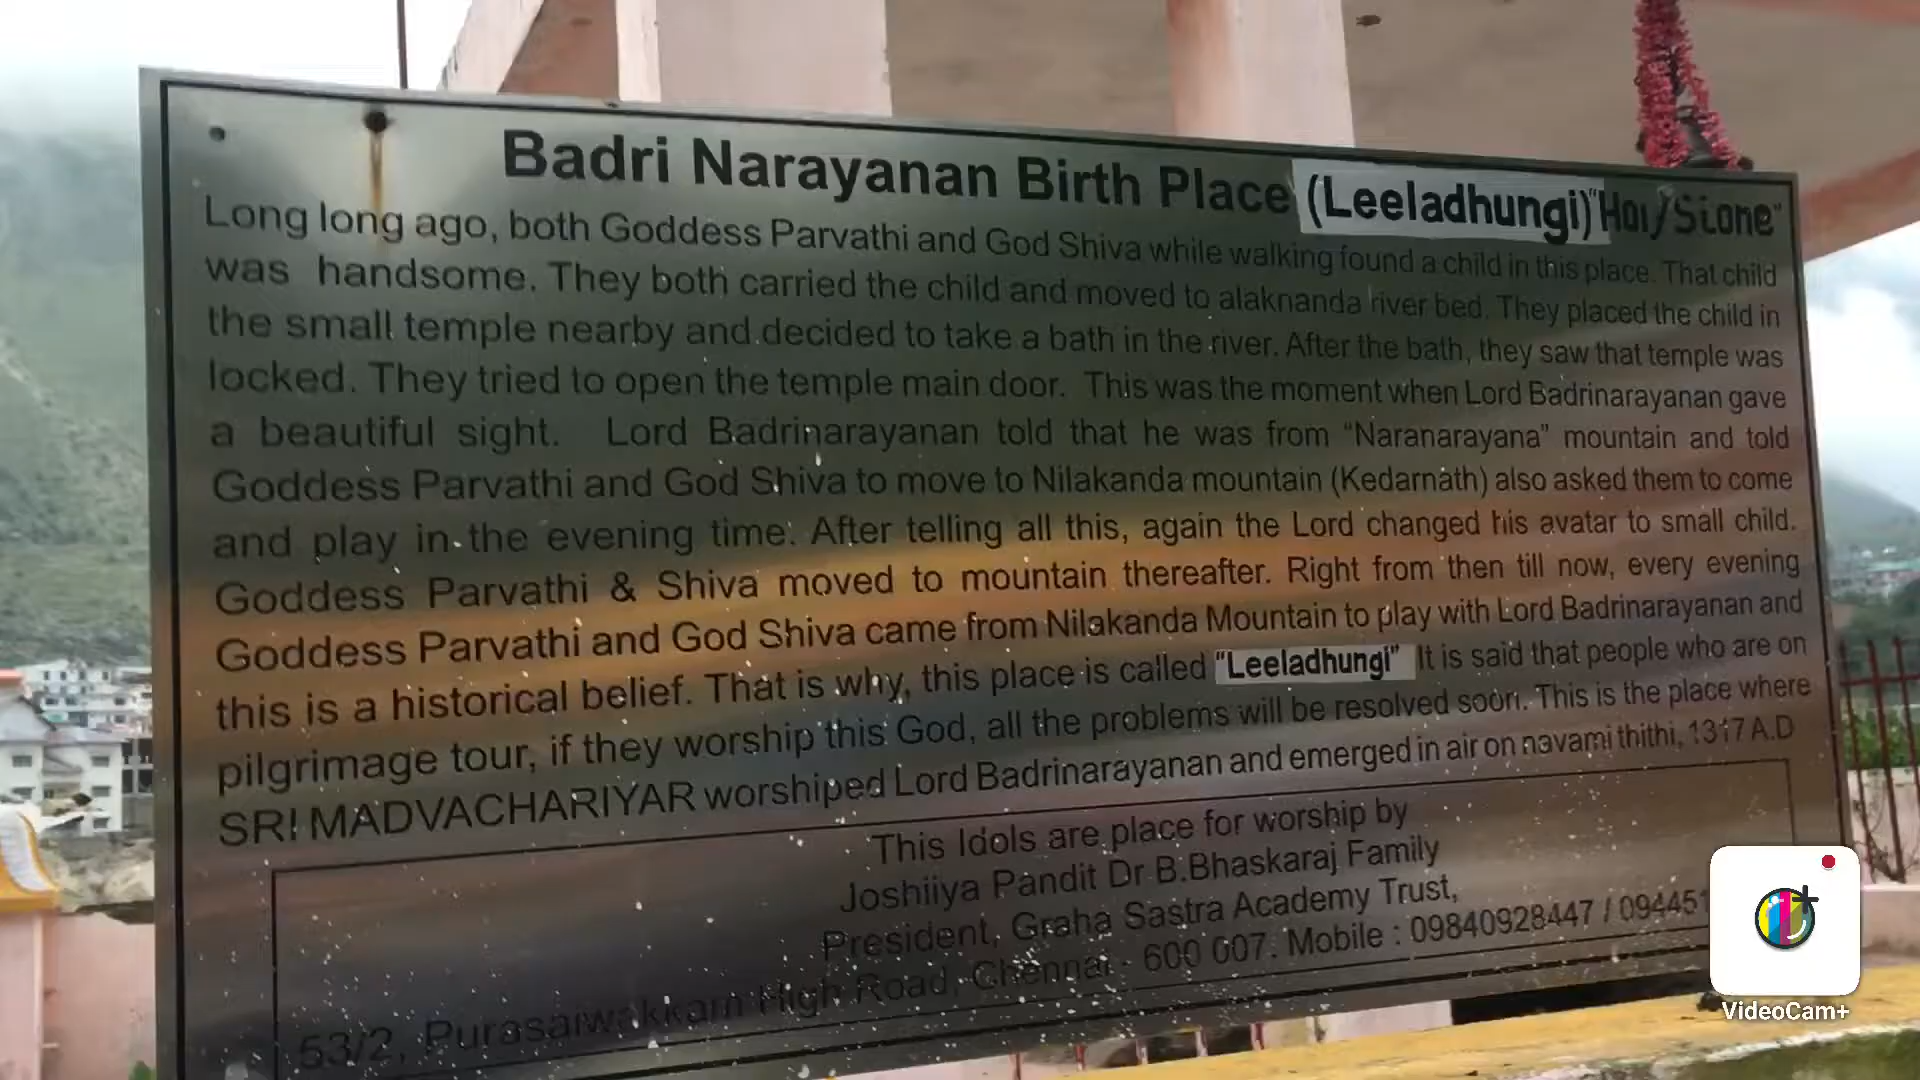 Badri Narayanan Birth Place (Leeladhungi)
Long long ago, both Goddess Parvathi and God Shiva while walking found a child in this place. That child
was handsome. They both carried the child and moved to alaknanda river bed. They placed the child in
the small temple nearby and decided to take a bath in the river. After the bath, they saw that temple was
locked. They tried to open the temple main door. This was the moment when Lord Badrinarayanan gave
a beautiful sight. Lord Badrinarayanan told that he was from “Naranarayana” mountain and told
Goddess Parvathi and God Shiva to move to Nilakanda mountain (Kedarnath) also asked them to come
and play in the evening time. After telling all this, again the Lord changed his avatar to small child.
Goddess Parvathi & Shiva moved to mountain thereafter. Right from then till now, every evening
Goddess Parvathi and God Shiva came from Nilakanda Mountain to play with Lord Badrinarayanan and
this is a historical belief. That is why, this place is called "Leeladhungi" It is said that people who are on
pilgrimage tour, if they worship this God, all the problems will be resolved soon. This is the place where
SRI MADVACHARIYAR worshiped Lord Badrinarayanan and emerged in air on navami thithi, 1317 A.D
This Idols are place for worship by
Joshiiya Pandit Dr B.Bhaskaraj Family
President, Graha Sastra Academy Trust,
53/2, Purasaiwakkam High Road, Chennai - 600 007. Mobile : 09840928447 / 094451
VideoCam+